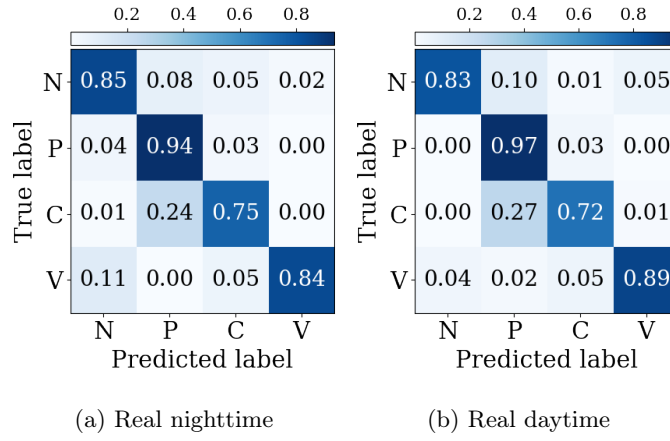 0.2 0.4 0.6 0.8
True label
N 0.85 0.08 0.05 0.02
P 0.04 0.94 0.03 0.00
C 0.01 0.24 0.75 0.00
V 0.11 0.00 0.05 0.84
N P C V
Predicted label
(a) Real nighttime
0.2 0.4 0.6 0.8
True label
N 0.83 0.10 0.01 0.05
P 0.00 0.97 0.03 0.00
C 0.00 0.27 0.72 0.01
V 0.04 0.02 0.05 0.89
N P C V
Predicted label
(b) Real daytime